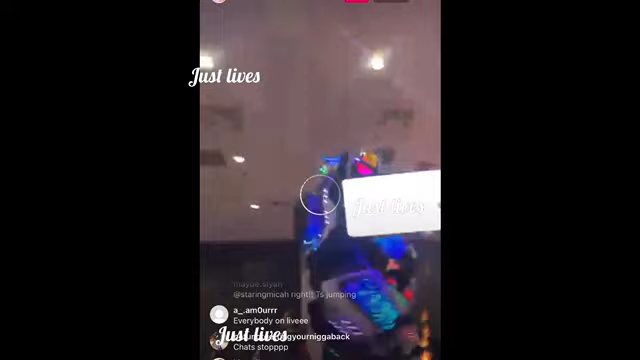 Just lives
Just lives
@staringmicah right!! Ts jumping
a_.am0urrr
Everybody on liveee
Just lives
Chats stopppp